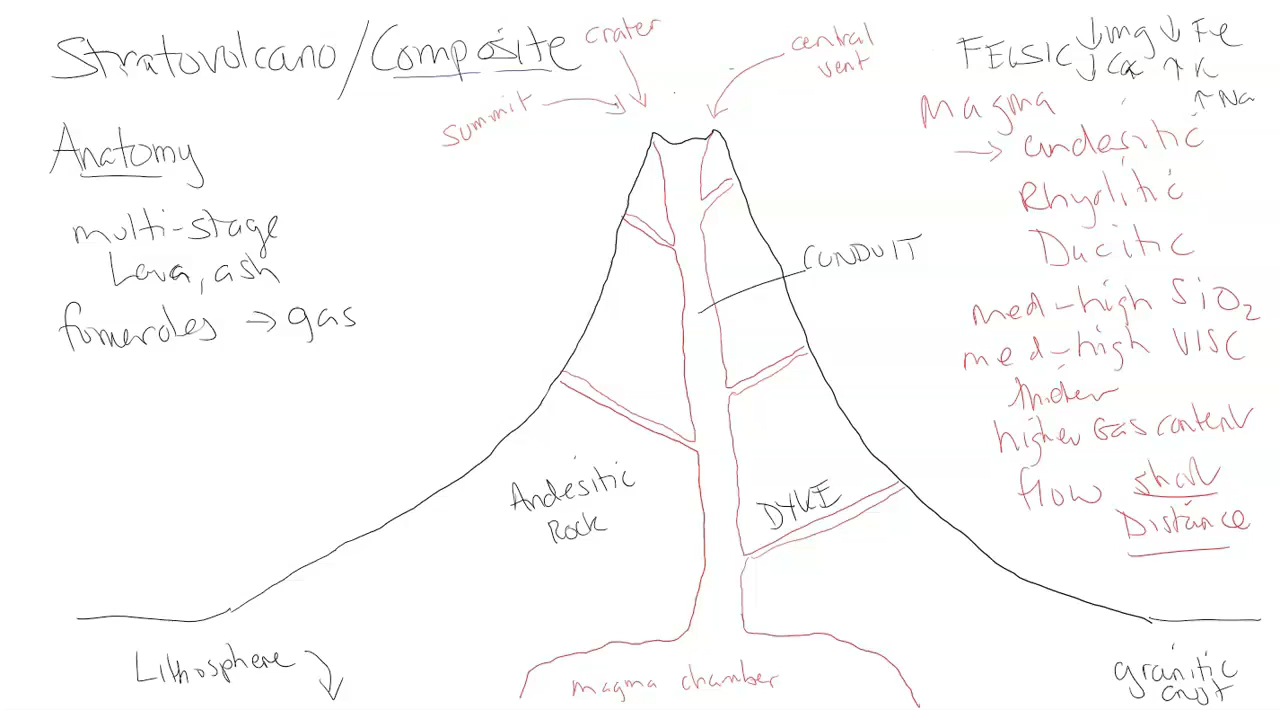 Stratovolcano/Composite
crater
central
vent
FELSIC ↓mg ↓ Fe
↓ Ca ↑ K
↑ Na
summit
magma
→ andesitic
Anatomy
Rhyolitic
multi-stage
Lava, ash
Dacitic
CONDUIT
fomeroles → gas
med-high SiO2
med-high VISC
thicker
higher Gas content
Andesitic
Rock
DYKE
flow short
Distance
Lithosphere
magma chamber
granitic
crust